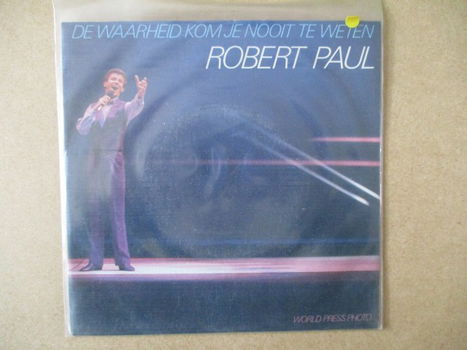 DE WAARHEID KOM JE NOOIT TE WETEN
ROBERT PAUL
WORLD PRESS PHOTO